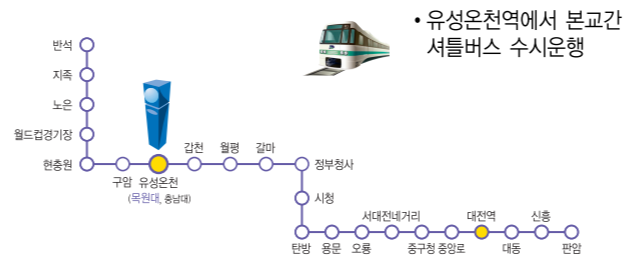 • 유성온천역에서 본교간
셔틀버스 수시운행
반석
지족
노은
월드컵경기장
현충원
구암
유성온천
(목원대, 충남대)
갑천
월평
갈마
정부청사
시청
탄방
용문
오룡
서대전네거리
중구청
중앙로
대전역
대동
신흥
판암